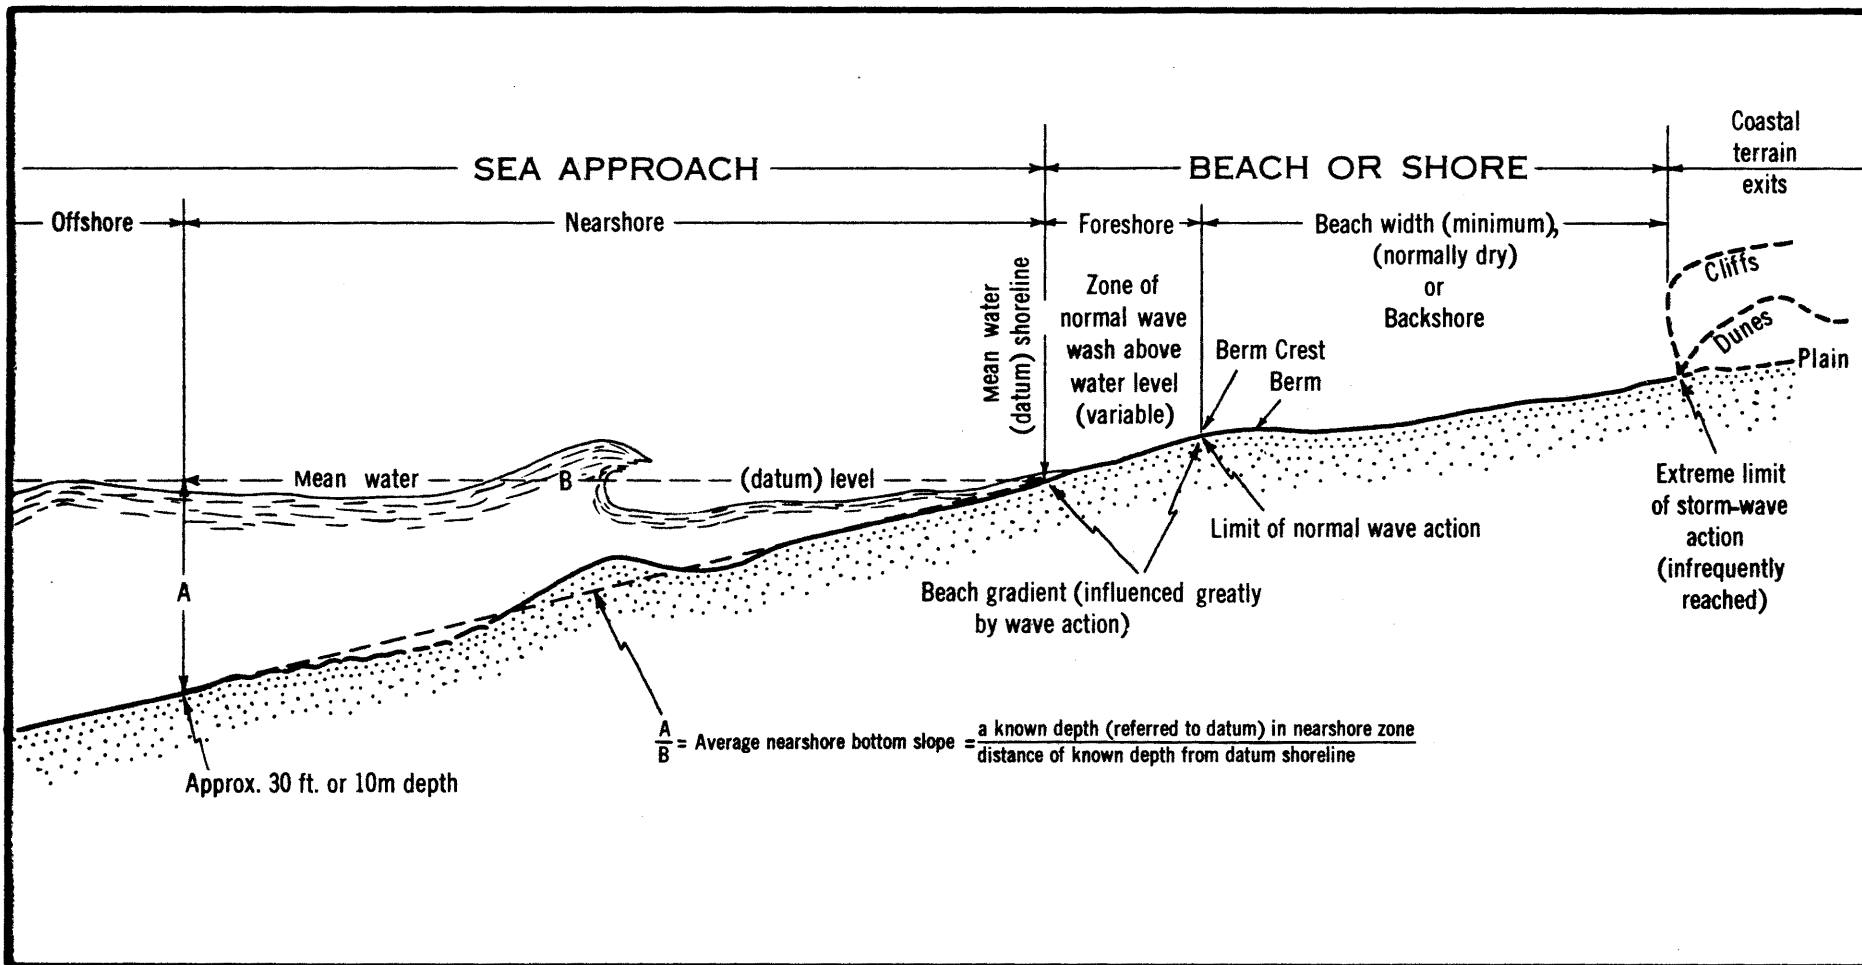 SEA APPROACH
BEACH OR SHORE
Coastal
terrain
exits
Offshore
Nearshore
Foreshore
Beach width (minimum),
(normally dry)
or
Backshore
Mean water
(datum) shoreline
Zone of
normal wave
wash above
water level
(variable)
Berm Crest
Berm
Cliffs
Dunes
Plain
Mean water
B
(datum) level
A
Limit of normal wave action
Extreme limit
of storm-wave
action
(infrequently
reached)
Beach gradient (influenced greatly
by wave action)
A
B
= Average nearshore bottom slope =
a known depth (referred to datum) in nearshore zone
distance of known depth from datum shoreline
Approx. 30 ft. or 10m depth